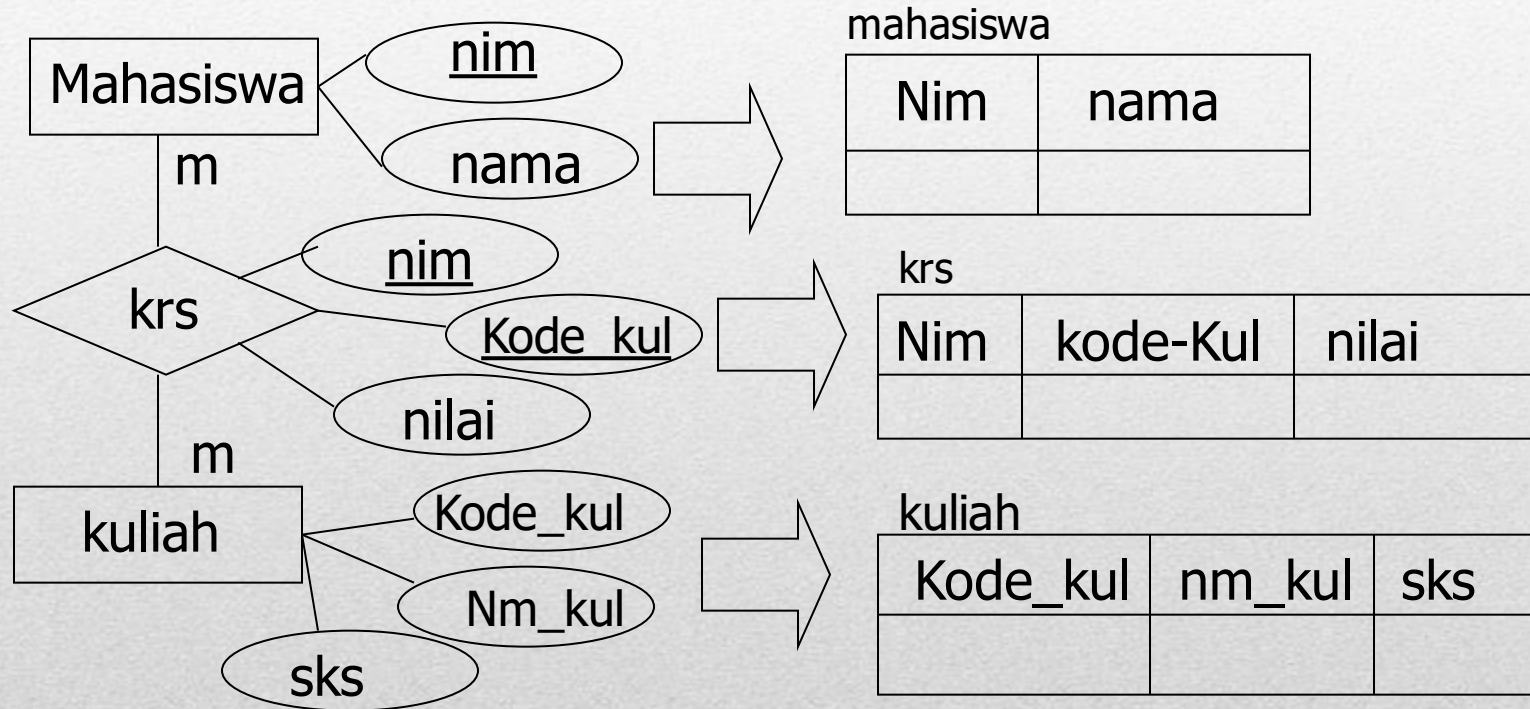 Mahasiswa
nim
nama
m
krs
nim
Kode_kul
nilai
m
kuliah
Kode_kul
Nm_kul
sks
mahasiswa
Nim nama
krs
Nim kode-Kul nilai
kuliah
Kode_kul nm_kul sks